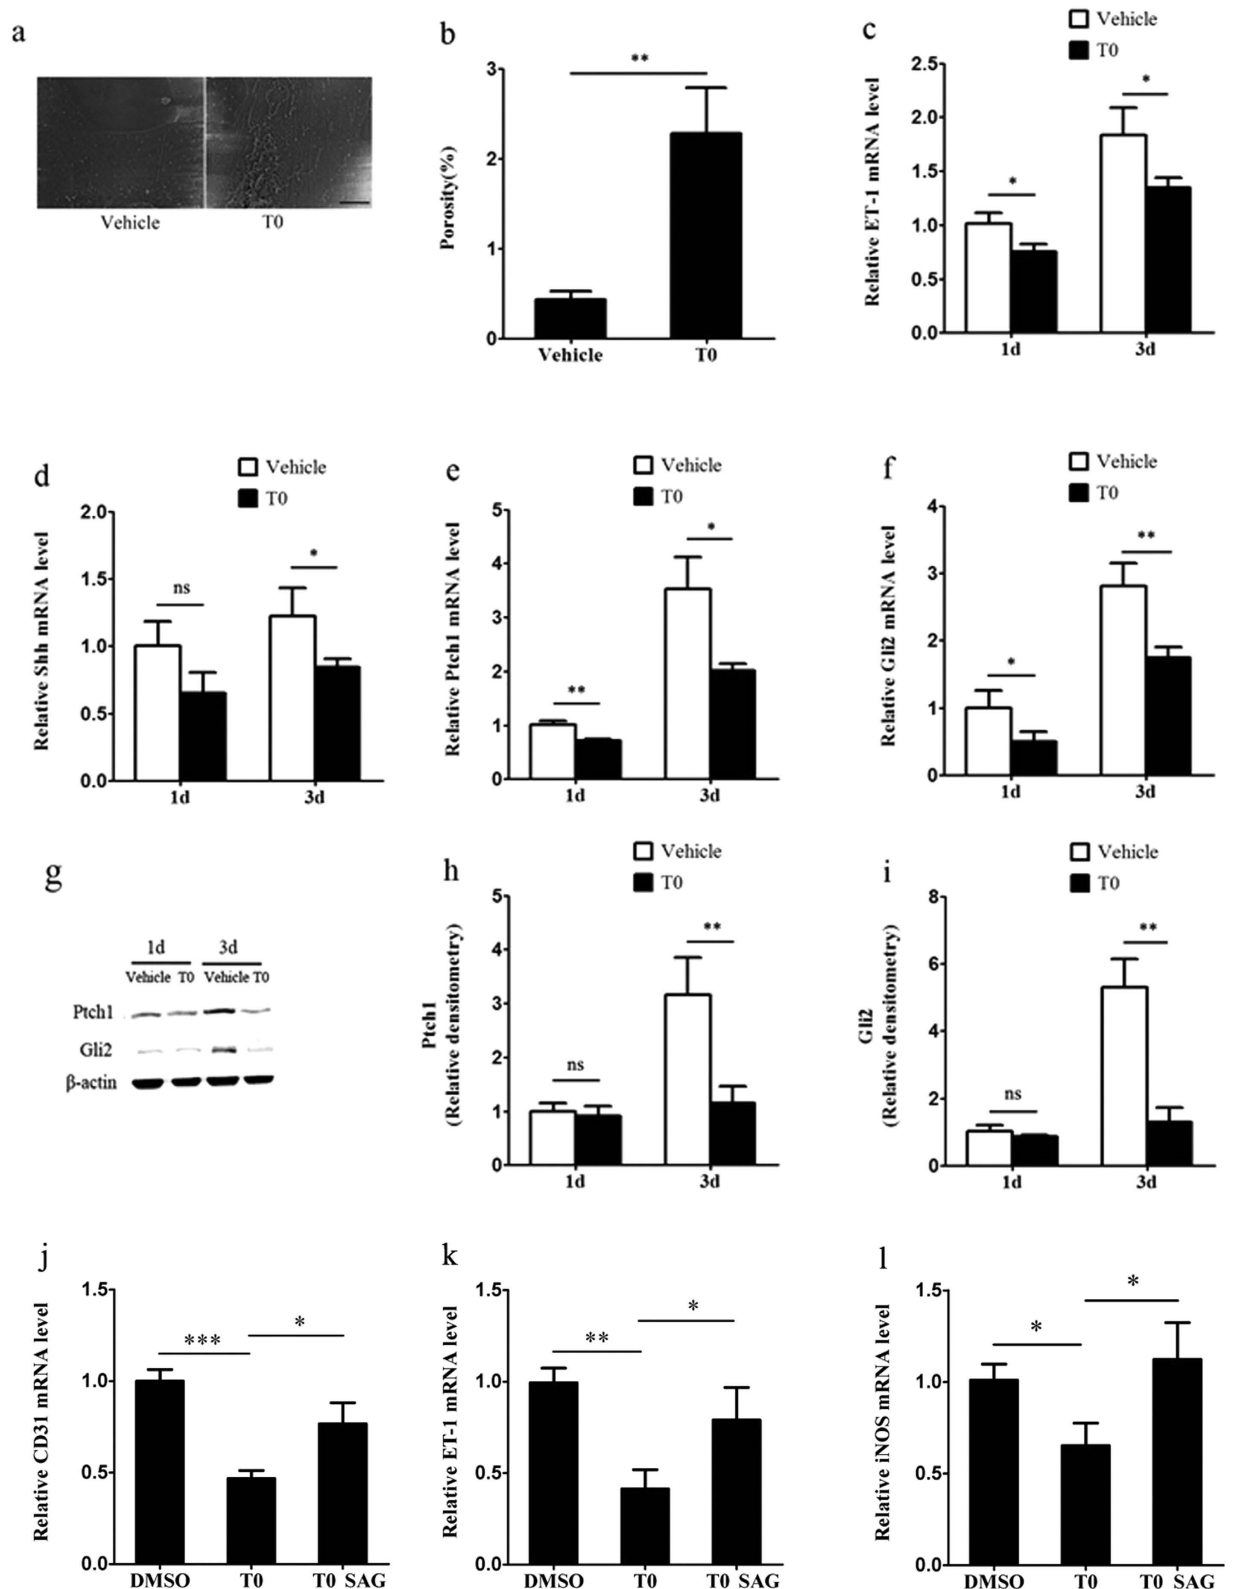 a
Vehicle T0
b
**
3
2
1
0
Porosity(%)
Vehicle T0
c
Vehicle
T0
2.5
2.0
1.5
1.0
0.5
0.0
Relative ET-1 mRNA level
*
*
1d 3d
d
Vehicle
T0
2.0
1.5
1.0
0.5
0.0
Relative Shh mRNA level
ns
*
1d 3d
e
Vehicle
T0
5
4
3
2
1
0
Relative Ptch1 mRNA level
**
*
1d 3d
f
Vehicle
T0
4
3
2
1
0
Relative Gli2 mRNA level
*
**
1d 3d
g
1d 3d
Vehicle T0 Vehicle T0
Ptch1
Gli2
β-actin
h
Vehicle
T0
5
4
3
2
1
0
Ptch1
(Relative densitometry)
ns
**
1d 3d
i
Vehicle
T0
8
6
4
2
0
Gli2
(Relative densitometry)
ns
**
1d 3d
j
1.5
1.0
0.5
0.0
Relative CD31 mRNA level
***
*
DMSO T0 T0 SAG
k
1.5
1.0
0.5
0.0
Relative ET-1 mRNA level
**
*
DMSO T0 T0 SAG
l
1.5
1.0
0.5
0.0
Relative iNOS mRNA level
*
*
DMSO T0 T0 SAG